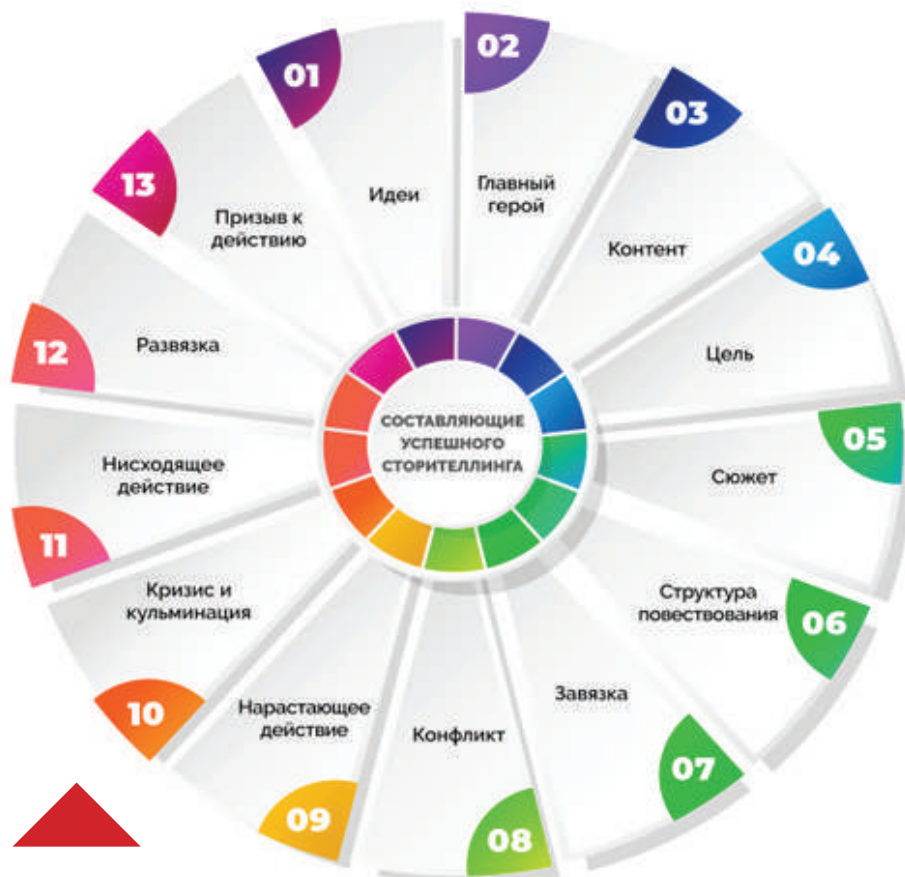 СОСТАВЛЯЮЩИЕ
УСПЕШНОГО
СТОРИТЕЛЛИНГА
01
Идеи
02
Главный
герой
03
Контент
04
Цель
05
Сюжет
06
Структура
повествования
07
Завязка
08
Конфликт
09
Нарастающее
действие
10
Кризис и
кульминация
11
Нисходящее
действие
12
Развязка
13
Призыв к
действию